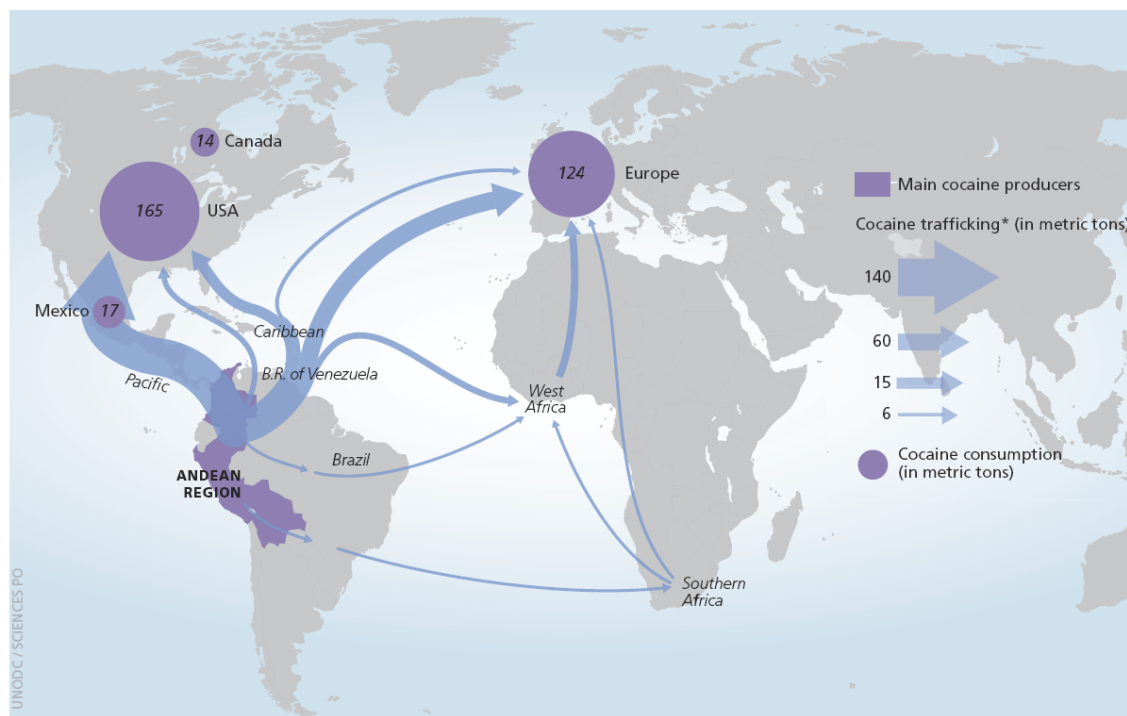 14 Canada
165 USA
124 Europe
Main cocaine producers
Cocaine trafficking* (in metric tons)
140
Mexico 17
Caribbean
60
Pacific
B.R. of Venezuela
15
West
Africa
6
Brazil
Cocaine consumption
(in metric tons)
ANDEAN
REGION
Southern
Africa
UNODC / SCIENCES PO